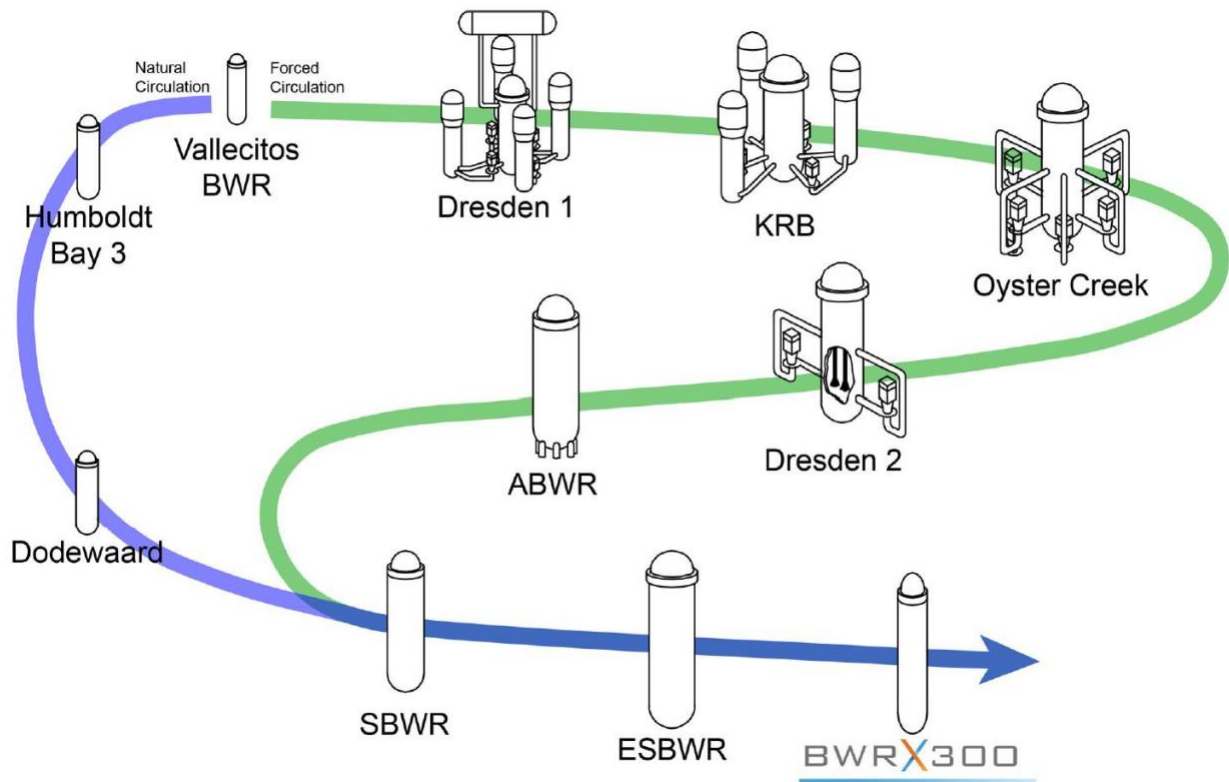 Natural
Circulation
Forced
Circulation
Vallecitos
BWR
Dresden 1
KRB
Oyster Creek
Humboldt
Bay 3
ABWR
Dresden 2
Dodewaard
SBWR
ESBWR
BWRX300